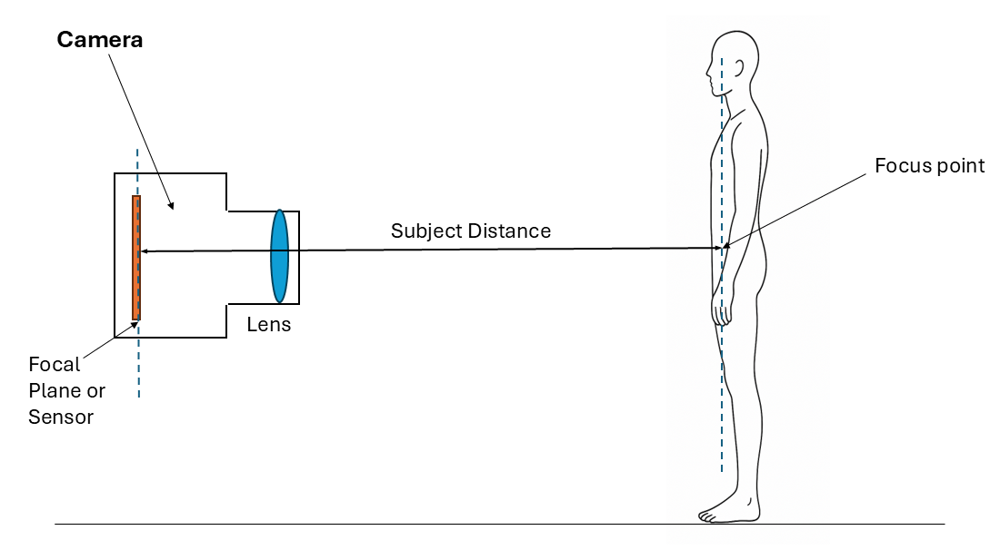 Camera
Focus point
Subject Distance
Lens
Focal
Plane or
Sensor